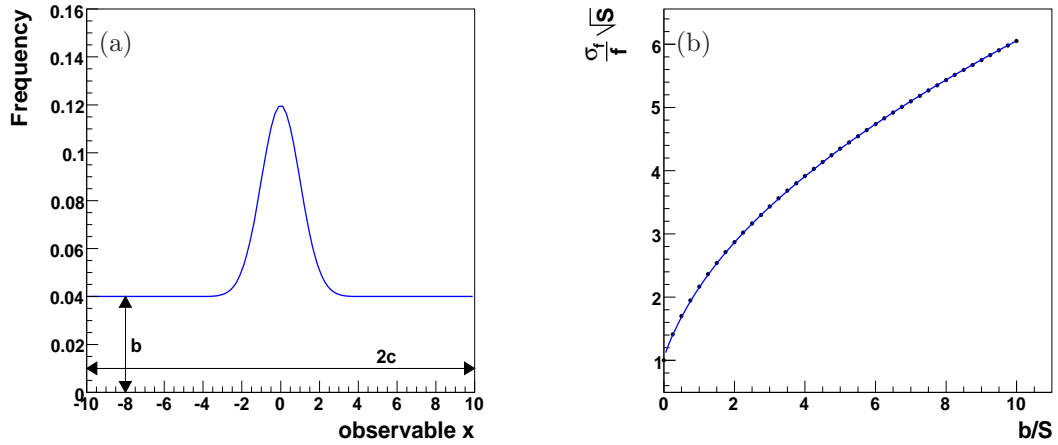 (a)
Frequency
0.16
0.14
0.12
0.1
0.08
0.06
0.04
0.02
0
b
2c
-10 -8 -6 -4 -2 0 2 4 6 8 10
observable x
(b)
σf/f √S
6
5
4
3
2
1
0 2 4 6 8 10
b/S